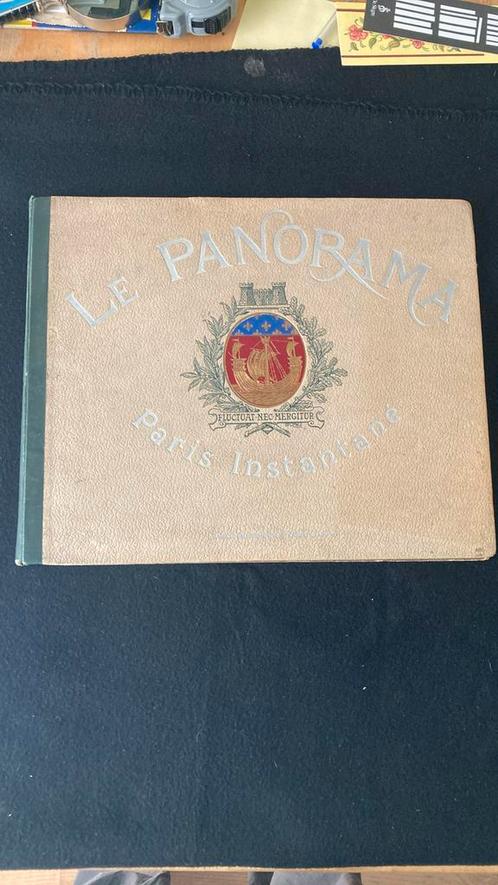 LE PANORAMA
FLUCTUAT·NEC·MERGITUR
Paris Instantané